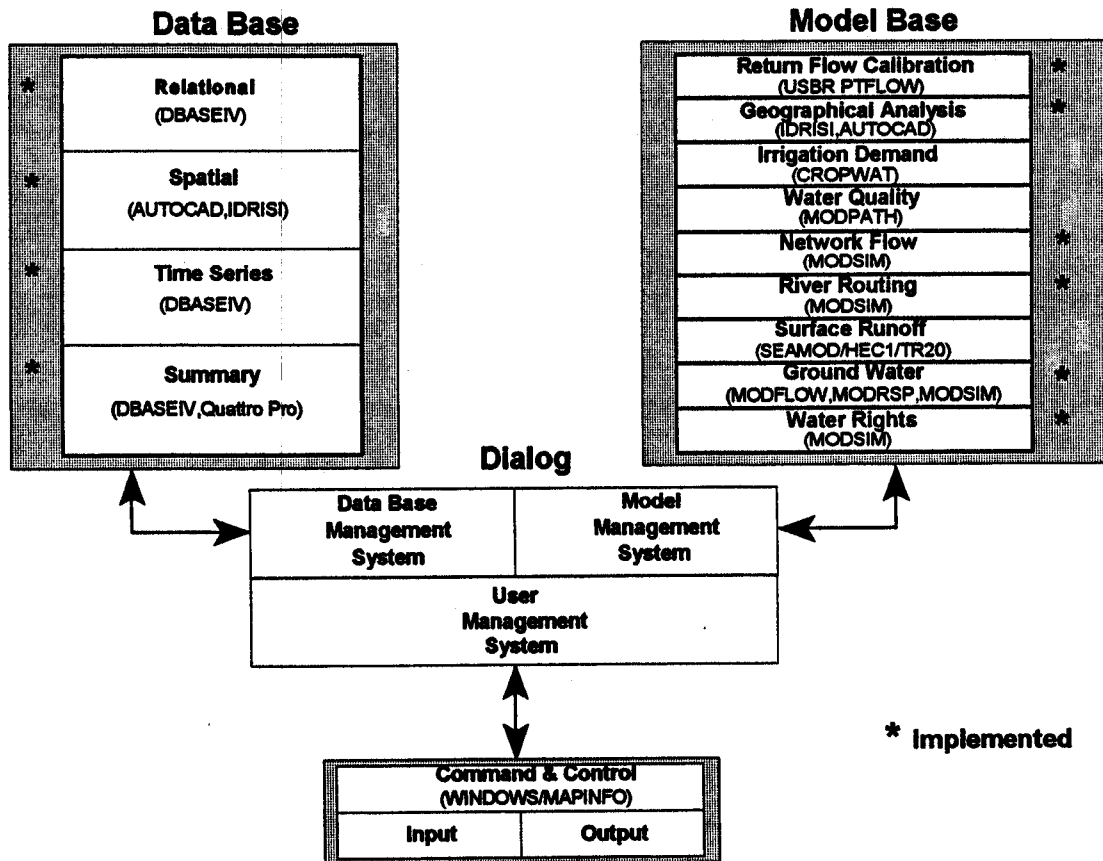 Data Base
* Relational
(DBASEIV)
* Spatial
(AUTOCAD,IDRISI)
* Time Series
(DBASEIV)
* Summary
(DBASEIV,Quattro Pro)
Model Base
Return Flow Calibration *
(USBR PTFLOW)
Geographical Analysis *
(IDRISI,AUTOCAD)
Irrigation Demand
(CROPWAT)
Water Quality
(MODPATH)
Network Flow *
(MODSIM)
River Routing *
(MODSIM)
Surface Runoff
(SEAMOD/HEC1/TR20)
Ground Water *
(MODFLOW,MODRSP,MODSIM)
Water Rights *
(MODSIM)
Dialog
Data Base
Management
System
Model
Management
System
User
Management
System
* Implemented
Command & Control
(WINDOWS/MAPINFO)
Input
Output